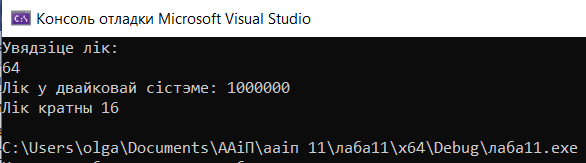 Консоль отладки Microsoft Visual Studio
Увядзіце лік:
64
Лік у двайковай сістэме: 1000000
Лік кратны 16
C:\Users\olga\Documents\ААіП\ааіп 11\лаба11\x64\Debug\лаба11.exe